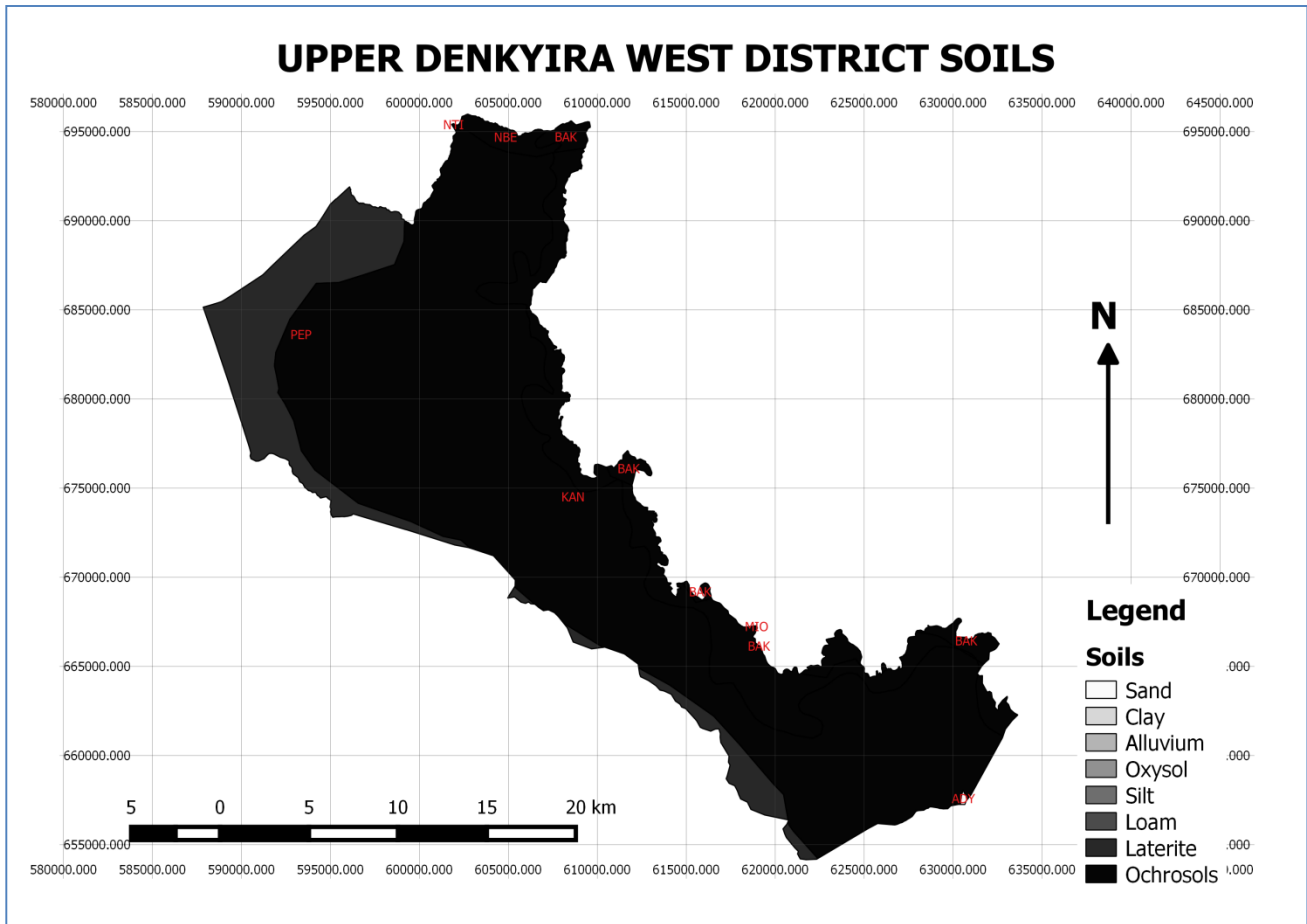 UPPER DENKYIRA WEST DISTRICT SOILS
580000.000 585000.000 590000.000 595000.000 600000.000 605000.000 610000.000 615000.000 620000.000 625000.000 630000.000 635000.000 640000.000 645000.000
695000.000 NTI NBE BAK 695000.000
690000.000 690000.000
685000.000 685000.000
N
PEP
680000.000 680000.000
BAK
675000.000 KAN 675000.000
670000.000 670000.000
BAK
Legend
MIO
BAK BAK
665000.000 .000
Soils
Sand
Clay
Alluvium
660000.000 .000
Oxysol
Silt
ADY
5 0 5 10 15 20 km
Loam
Laterite
655000.000 .000
Ochrosols
580000.000 585000.000 590000.000 595000.000 600000.000 605000.000 610000.000 615000.000 620000.000 625000.000 630000.000 635000 640000.000 645000.000